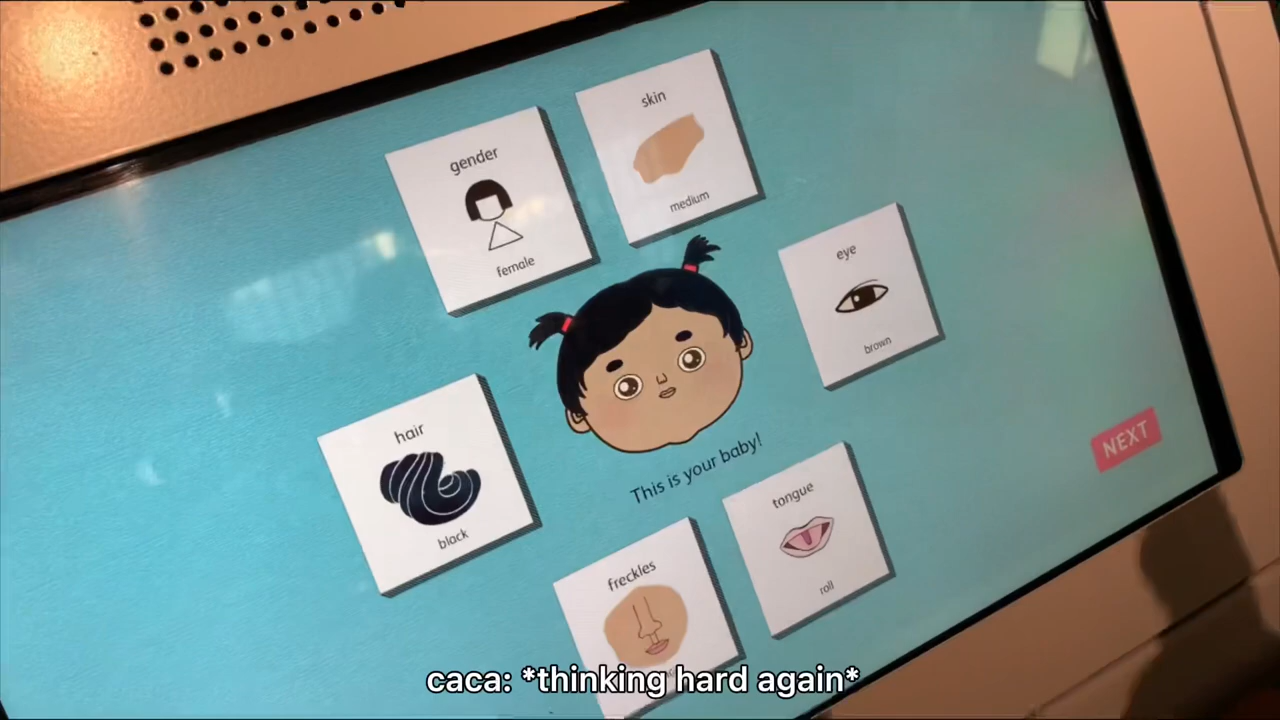 skin
medium
gender
female
eye
brown
hair
black
This is your baby!
NEXT
tongue
roll
freckles
caca: *thinking hard again*